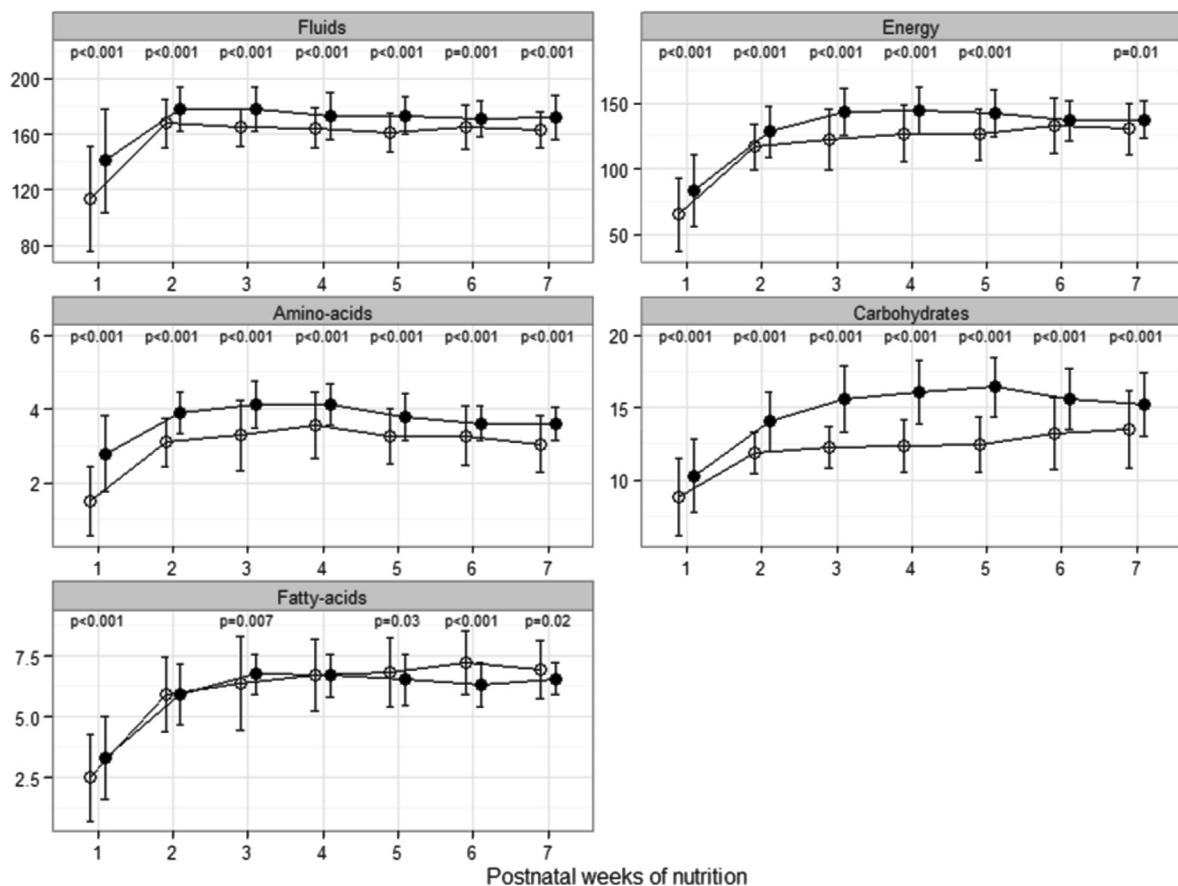 Fluids
p<0.001 p<0.001 p<0.001 p<0.001 p<0.001 p=0.001 p<0.001
200
160
120
80
1 2 3 4 5 6 7
Energy
p<0.001 p<0.001 p<0.001 p<0.001 p<0.001 p=0.01
150
100
50
1 2 3 4 5 6 7
Amino-acids
p<0.001 p<0.001 p<0.001 p<0.001 p<0.001 p<0.001 p<0.001
6
4
2
1 2 3 4 5 6 7
Carbohydrates
p<0.001 p<0.001 p<0.001 p<0.001 p<0.001 p<0.001 p<0.001
20
15
10
1 2 3 4 5 6 7
Fatty-acids
p<0.001 p=0.007 p=0.03 p<0.001 p=0.02
7.5
5.0
2.5
1 2 3 4 5 6 7
Postnatal weeks of nutrition